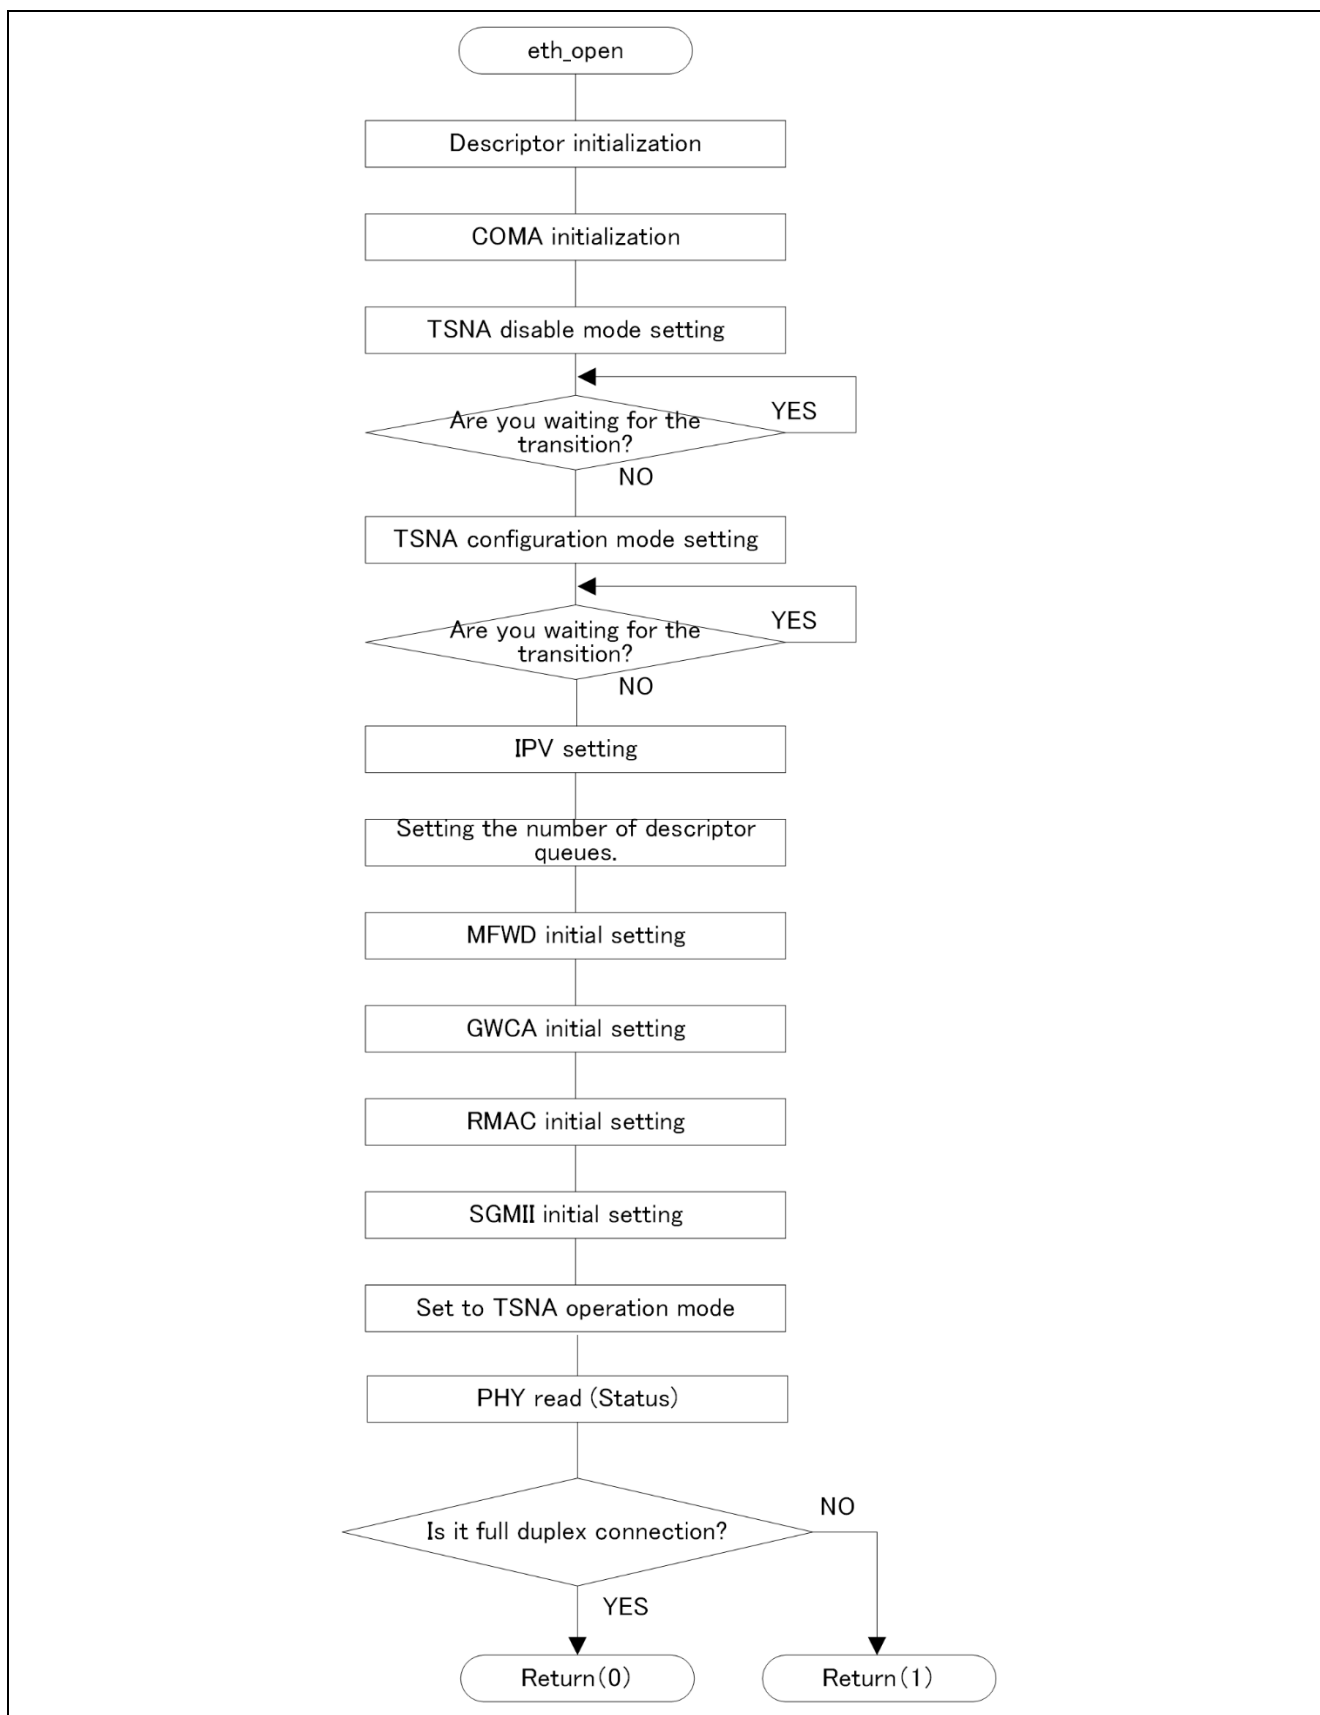 eth_open
Descriptor initialization
COMA initialization
TSNA disable mode setting
YES
Are you waiting for the
transition?
NO
TSNA configuration mode setting
YES
Are you waiting for the
transition?
NO
IPV setting
Setting the number of descriptor
queues.
MFWD initial setting
GWCA initial setting
RMAC initial setting
SGMII initial setting
Set to TSNA operation mode
PHY read (Status)
NO
Is it full duplex connection?
YES
Return(0)
Return(1)